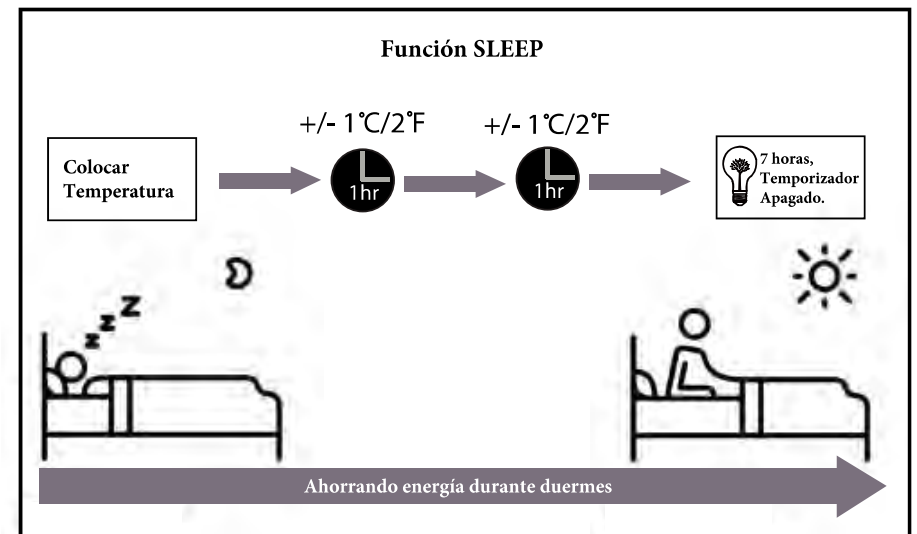 Función SLEEP
+/- 1°C/2°F
+/- 1°C/2°F
Colocar
Temperatura
1hr
1hr
7 horas,
Temporizador
Apagado.
z z Z
Ahorrando energía durante duermes